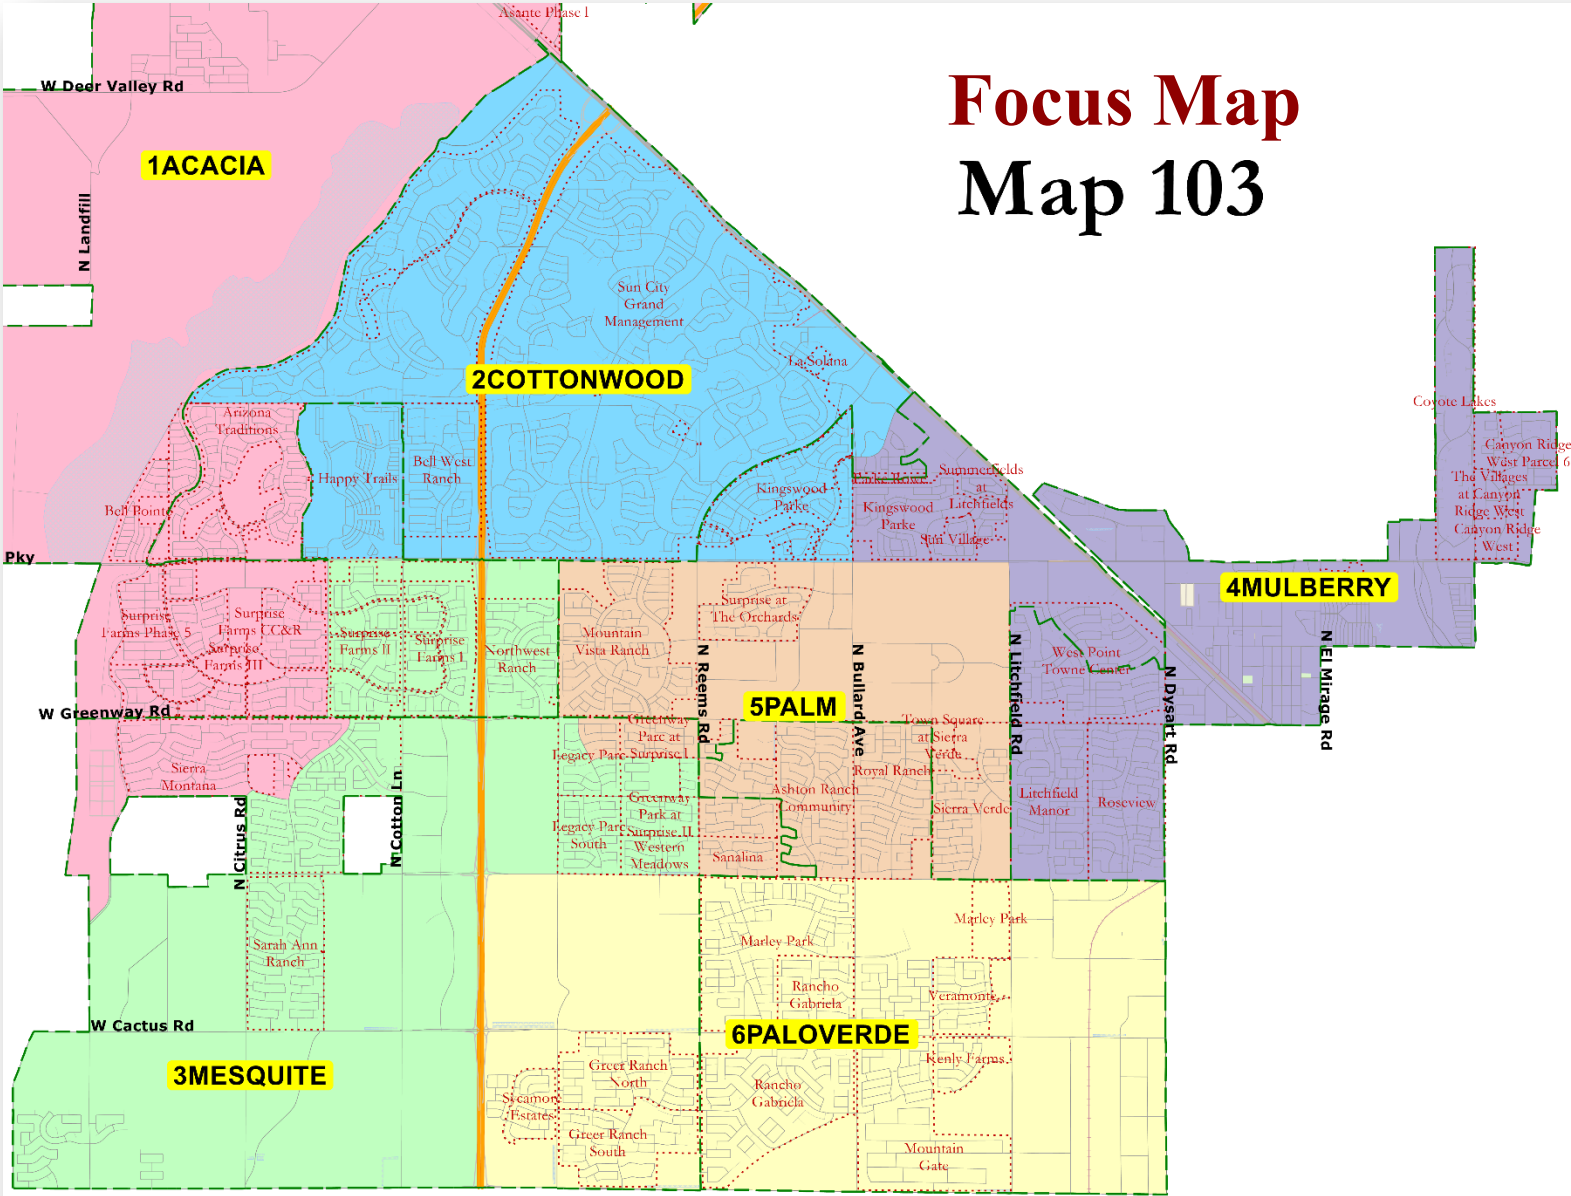 Asante Phase I
W Deer Valley Rd
Focus Map
Map 103
1ACACIA
N Landfill
Sun City
Grand
Management
La Solana
2COTTONWOOD
Coyote Lakes
Arizona
Traditions
Happy Trails
Bell West
Ranch
Bell Pointe
Kingswood
Parke
Parke Rowe
Summerfields
at
Litchfields
Kingswood
Parke
Sun Village
Canyon Ridge
West Parcel 6
The Villages
at Canyon
Ridge West
Canyon Ridge
West
Pky
4MULBERRY
Surprise
Farms Phase 5
Surprise
Farms CC&R
Surprise
Farms III
Surprise
Farms II
Surprise
Farms I
Northwest
Ranch
Mountain
Vista Ranch
Surprise at
The Orchards
West Point
Towne Center
N Reems Rd
N Bullard Ave
N Litchfield Rd
N Dysart Rd
N El Mirage Rd
5PALM
W Greenway Rd
Sierra
Montana
N Citrus Rd
N Cotton Ln
Legacy Parc
Greenway
Parc at
Surprise I
Legacy Parc
South
Greenway
Park at
Surprise II
Western
Meadows
Sanalina
Ashton Ranch
Community
Royal Ranch
Town Square
at Sierra
Verde
Sierra Verde
Litchfield
Manor
Roseview
Sarah Ann
Ranch
Marley Park
Marley Park
Rancho
Gabriela
Veramonte
W Cactus Rd
6PALOVERDE
3MESQUITE
Greer Ranch
North
Sycamore
Estates
Greer Ranch
South
Rancho
Gabriela
Kenly Farms
Mountain
Gate